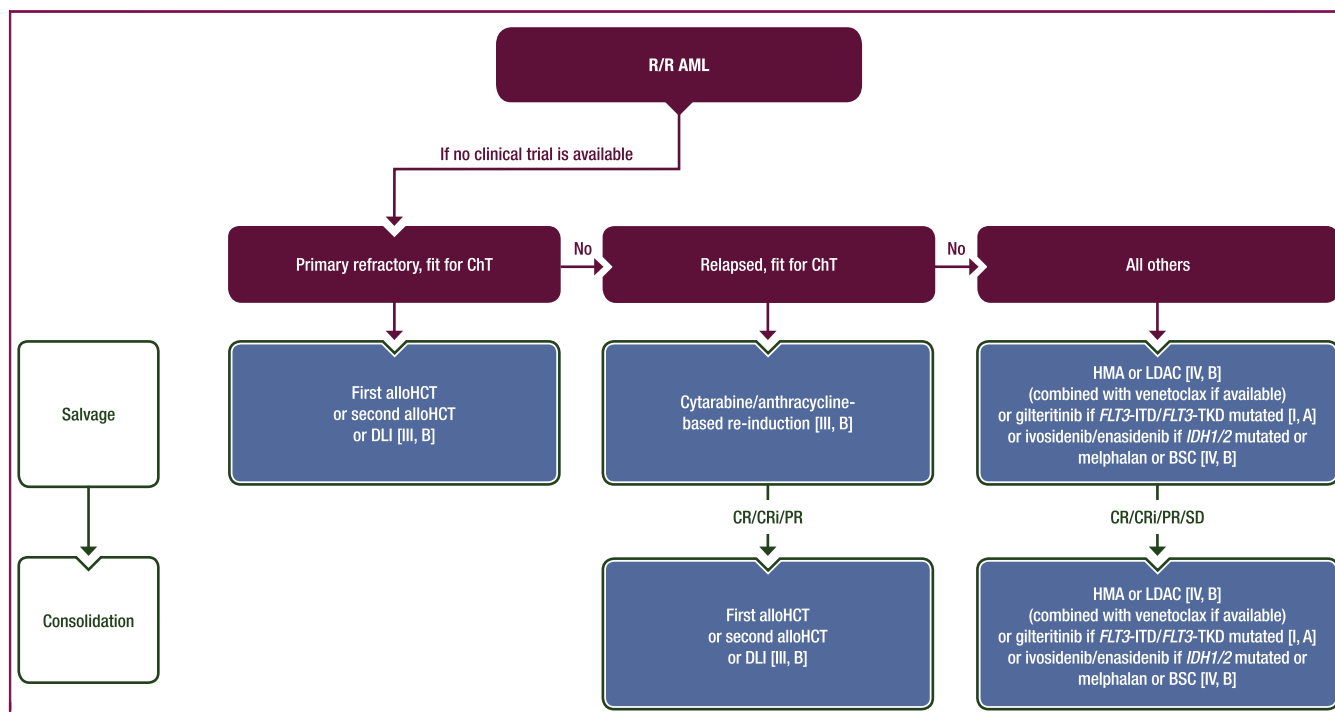 R/R AML
If no clinical trial is available
Primary refractory, fit for ChT
No
Relapsed, fit for ChT
No
All others
Salvage
First alloHCT
or second alloHCT
or DLI [III, B]
Cytarabine/anthracycline-
based re-induction [III, B]
HMA or LDAC [IV, B]
(combined with venetoclax if available)
or gilteritinib if FLT3-ITD/FLT3-TKD mutated [I, A]
or ivosidenib/enasidenib if IDH1/2 mutated or
melphalan or BSC [IV, B]
CR/CRi/PR
CR/CRi/PR/SD
Consolidation
First alloHCT
or second alloHCT
or DLI [III, B]
HMA or LDAC [IV, B]
(combined with venetoclax if available)
or gilteritinib if FLT3-ITD/FLT3-TKD mutated [I, A]
or ivosidenib/enasidenib if IDH1/2 mutated or
melphalan or BSC [IV, B]